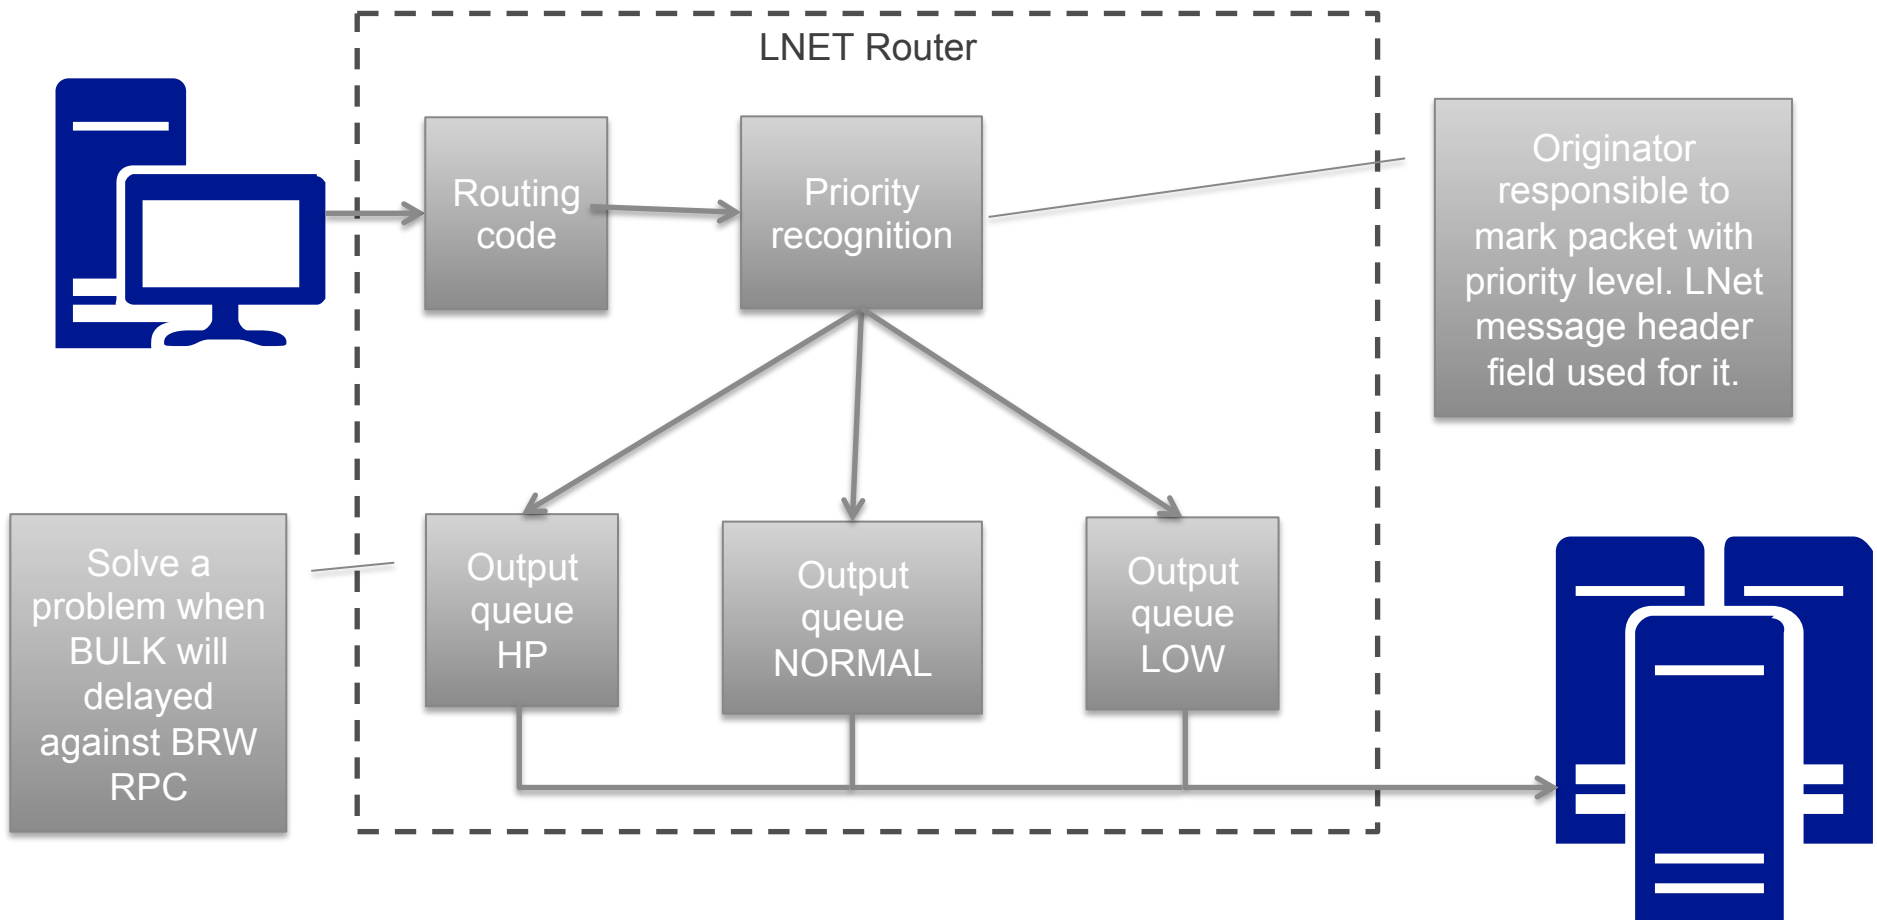 LNET Router
Routing
code
Priority
recognition
Originator
responsible to
mark packet with
priority level. LNet
message header
field used for it.
Solve a
problem when
BULK will
delayed
against BRW
RPC
Output
queue
HP
Output
queue
NORMAL
Output
queue
LOW